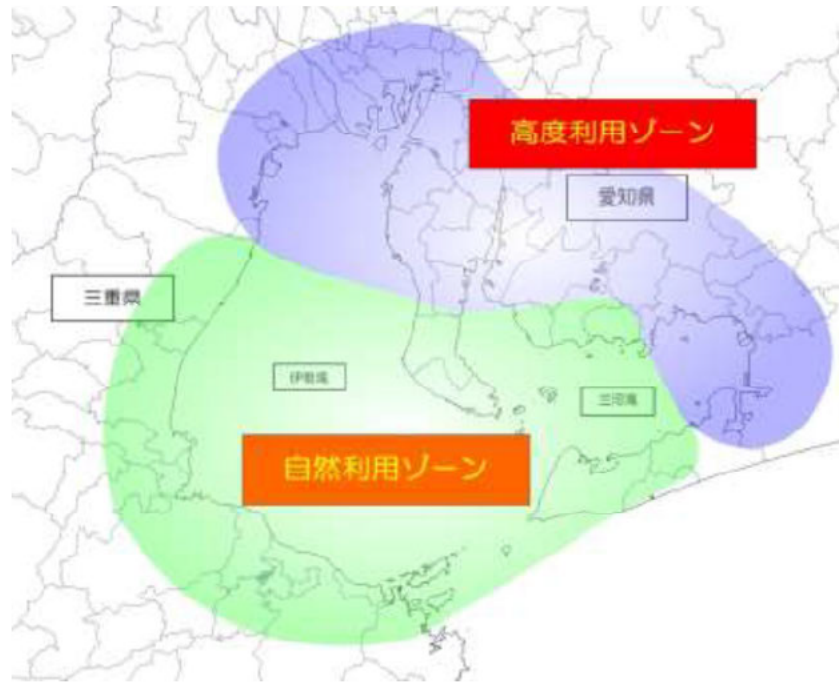 高度利用ゾーン
愛知県
三重県
伊勢湾
三河湾
自然利用ゾーン